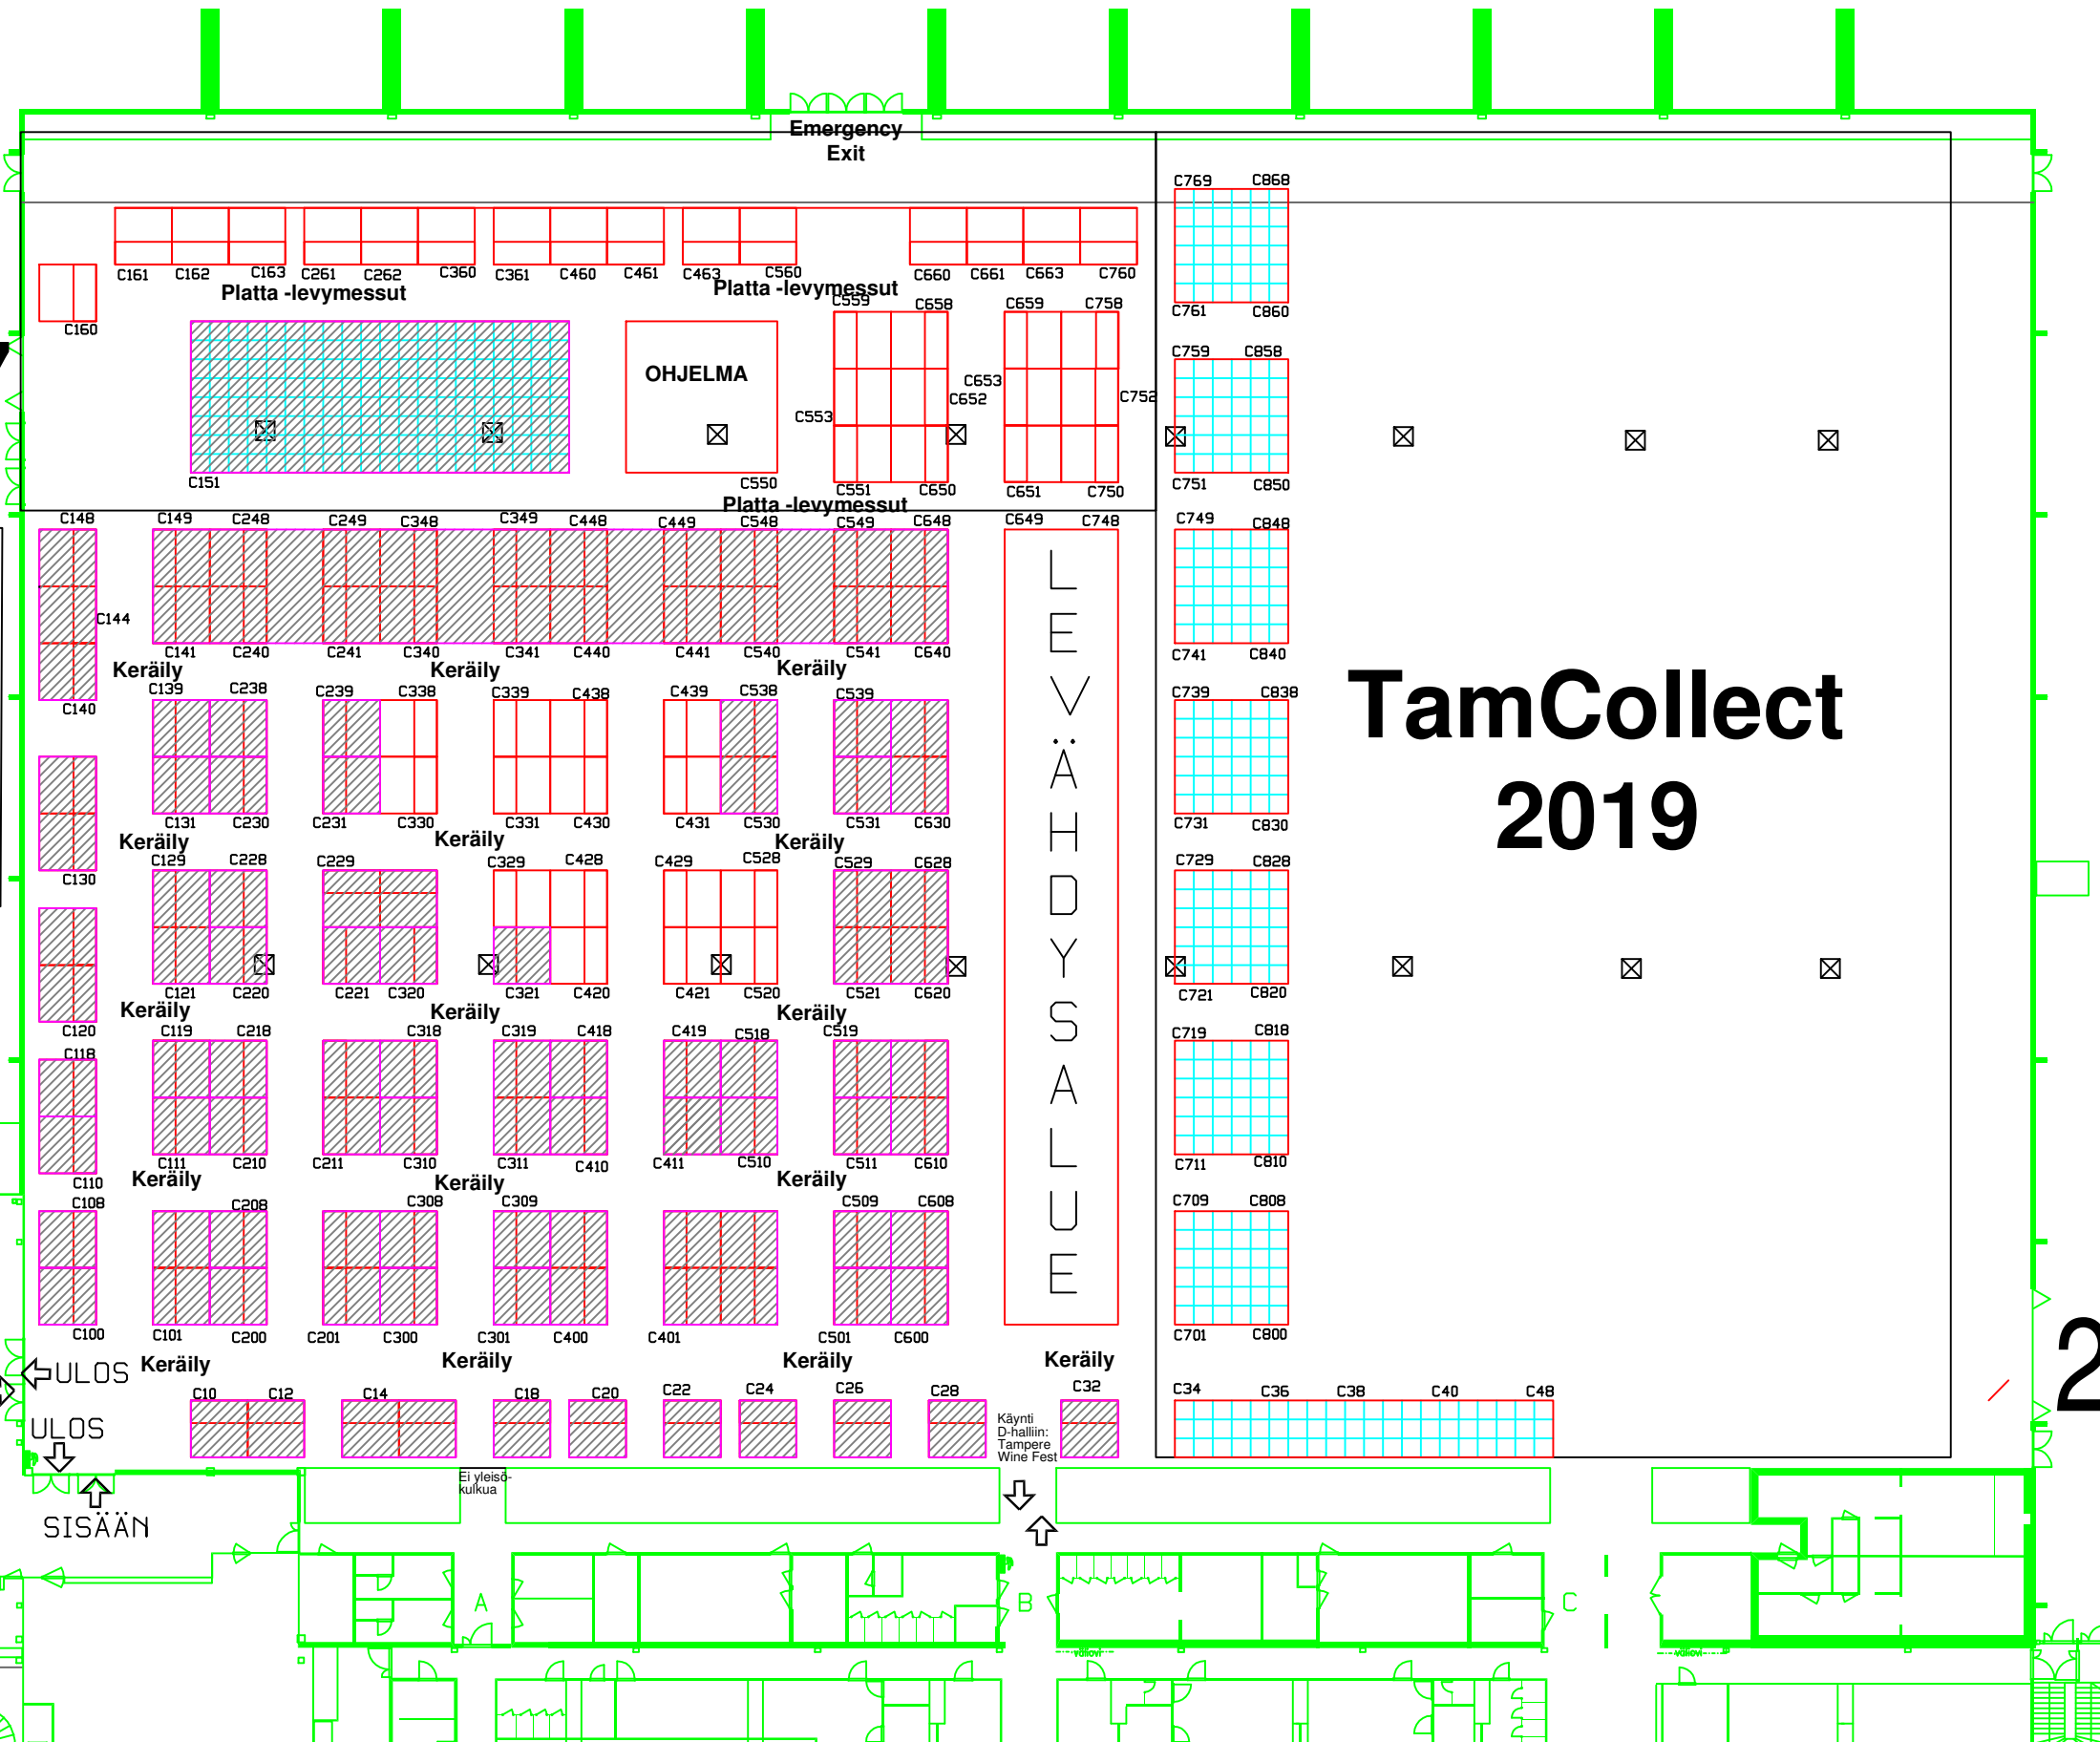 Emergency
Exit
C769 C868
C161 C162 C163 C261 C262 C360 C361 C460 C461 C463 C560 C660 C661 C663 C760
Platta -levymessut
Platta -levymessut
C160
C559 C658 C659 C758
C761 C860
C759 C858
OHJELMA
C653
C652
C752
C553
C151
C550
C551 C650 C651 C750
C751 C850
Platta -levymessut
C148 C149 C248 C249 C348 C349 C448 C449 C548 C549 C648 C649 C748 C749 C848
C144
C141 C240 C241 C340 C341 C440 C441 C540 C541 C640 C741 C840
Keräily Keräily Keräily
C140
C139 C238 C239 C338 C339 C438 C439 C538 C539 C739 C838
LEVÄHDYSALUE
TamCollect
2019
C131 C230 C231 C330 C331 C430 C431 C530 C531 C630 C731 C830
Keräily Keräily Keräily
C130
C129 C228 C229 C329 C428 C429 C528 C529 C628 C729 C828
C121 C220 C221 C320 C321 C420 C421 C520 C521 C620 C721 C820
Keräily Keräily Keräily
C120
C118
C119 C218 C318 C319 C418 C419 C518 C519 C719 C818
C111 C210 C211 C310 C311 C410 C411 C510 C511 C610 C711 C810
Keräily Keräily Keräily
C110
C108
C208 C308 C309 C509 C608 C709 C808
C100 C101 C200 C201 C300 C301 C400 C401 C501 C600 C701 C800
Keräily Keräily Keräily Keräily
ULOS
C10 C12 C14 C18 C20 C22 C24 C26 C28 C32 C34 C36 C38 C40 C48
2
ULOS
Käynti
D-halliin:
Tampere
Wine Fest
Ei yleisö-
kulkua
SISÄÄN
A B C